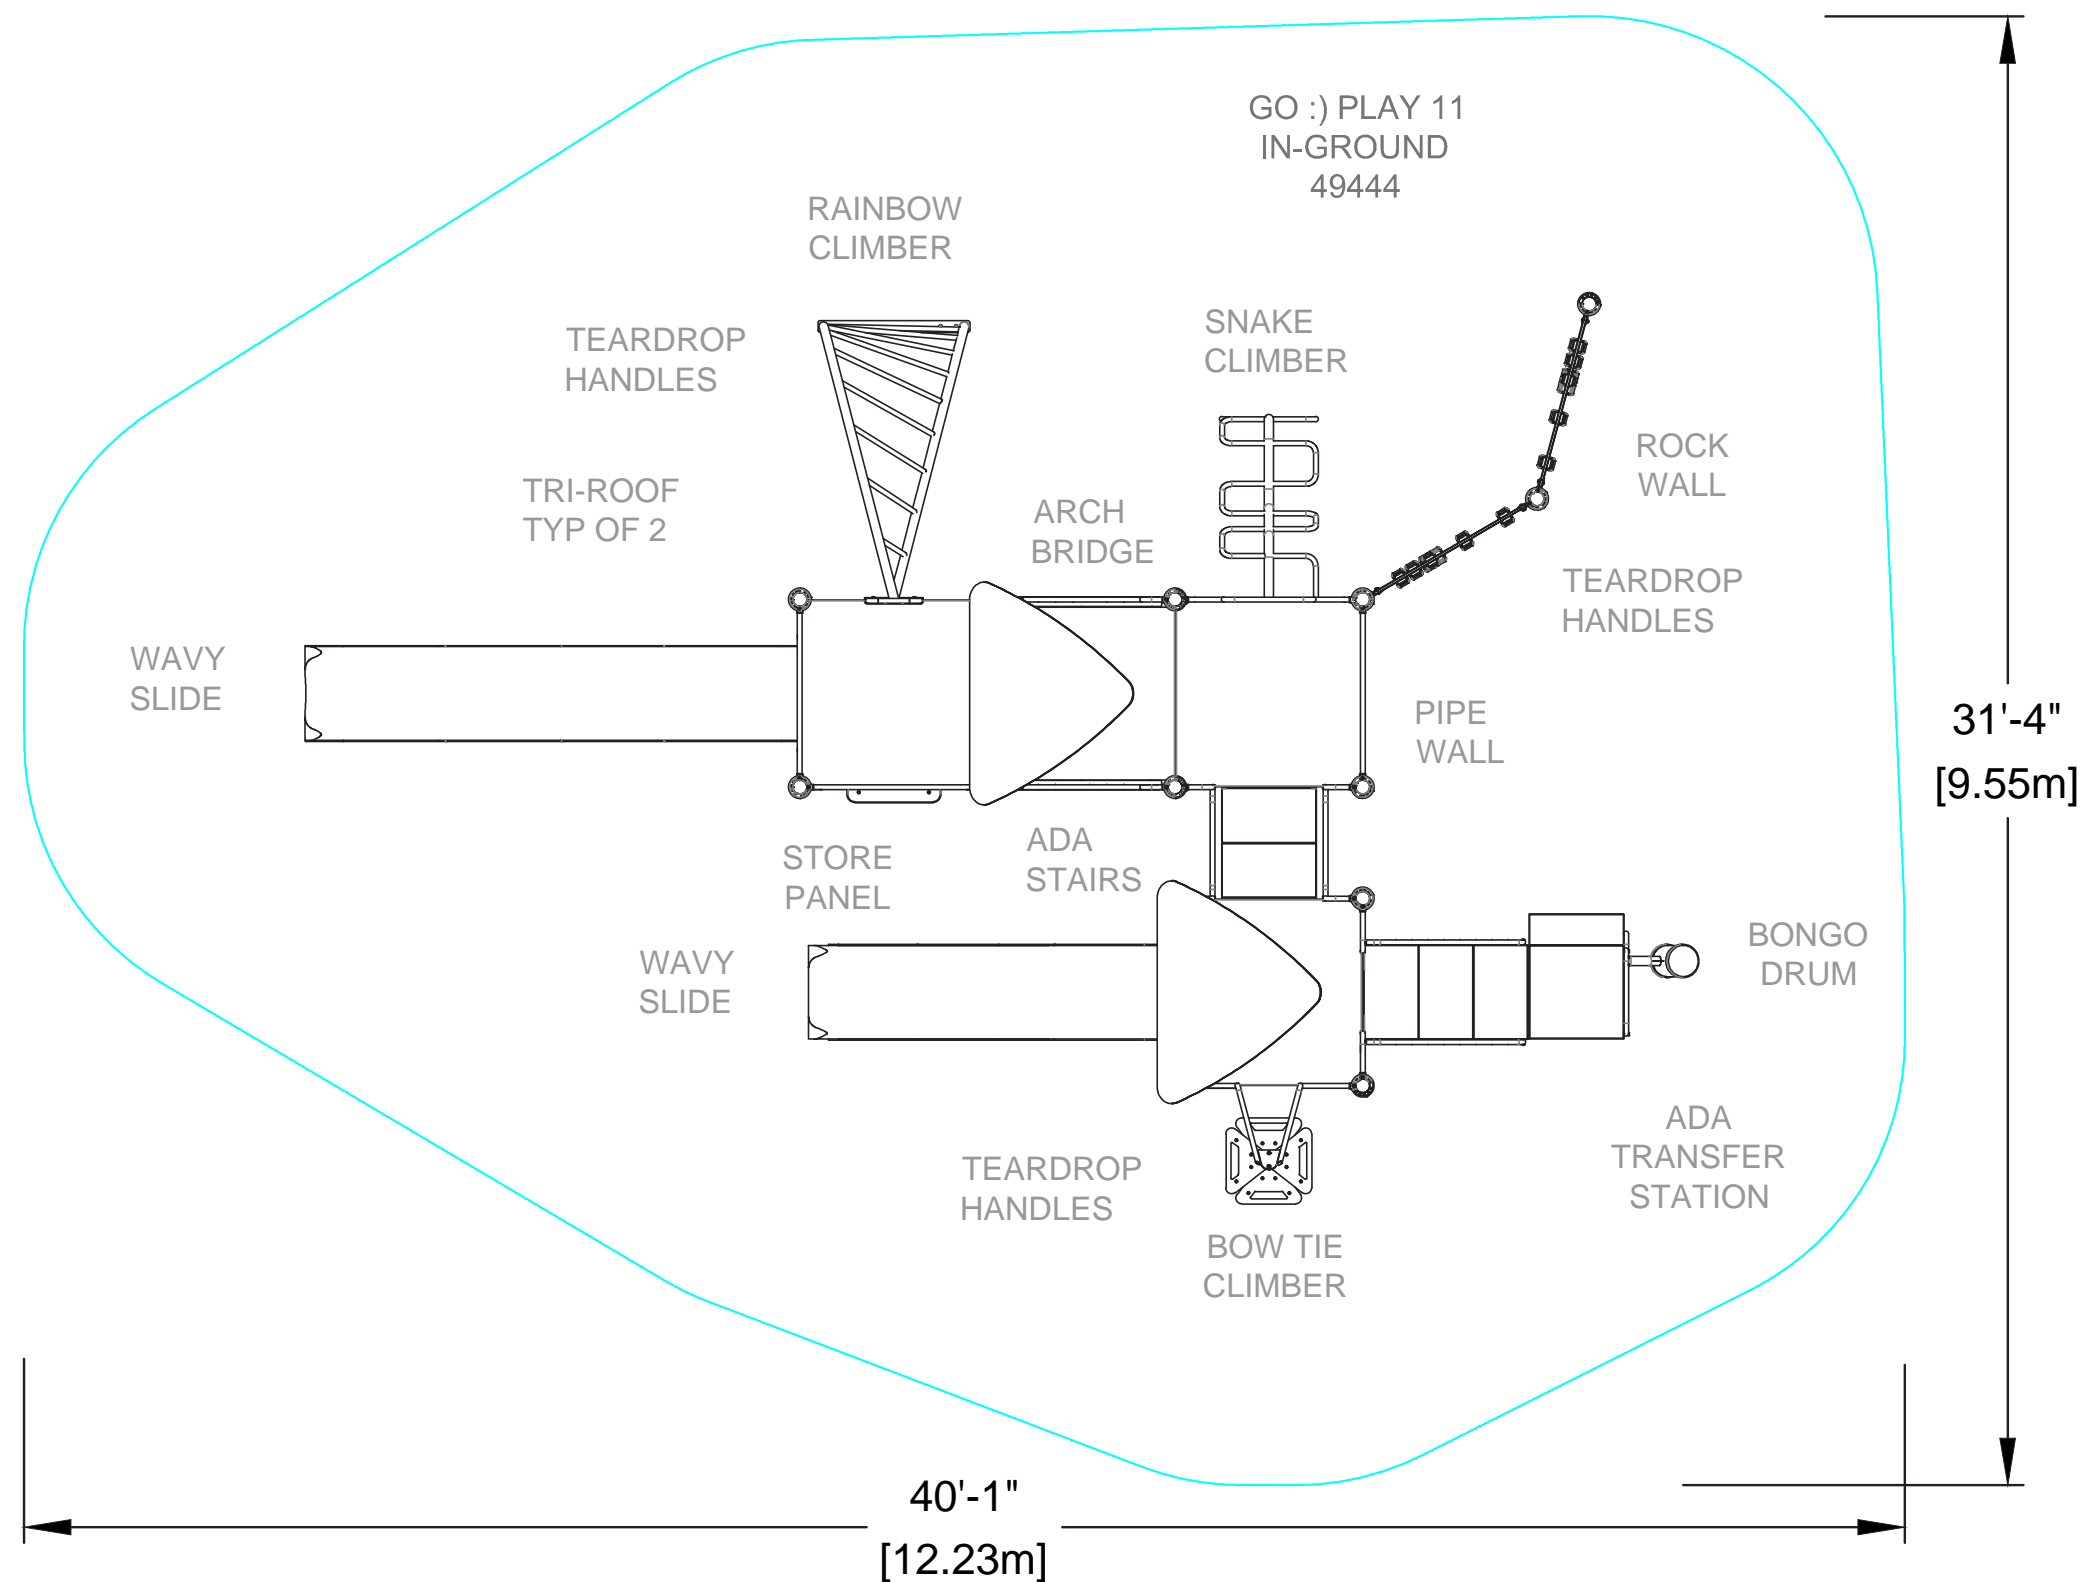 GO :) PLAY 11
IN-GROUND
49444
RAINBOW
CLIMBER
TEARDROP
HANDLES
SNAKE
CLIMBER
ROCK
WALL
TRI-ROOF
TYP OF 2
ARCH
BRIDGE
TEARDROP
HANDLES
WAVY
SLIDE
PIPE
WALL
31'-4"
[9.55m]
STORE
PANEL
ADA
STAIRS
WAVY
SLIDE
BONGO
DRUM
ADA
TRANSFER
STATION
TEARDROP
HANDLES
BOW TIE
CLIMBER
40'-1"
[12.23m]